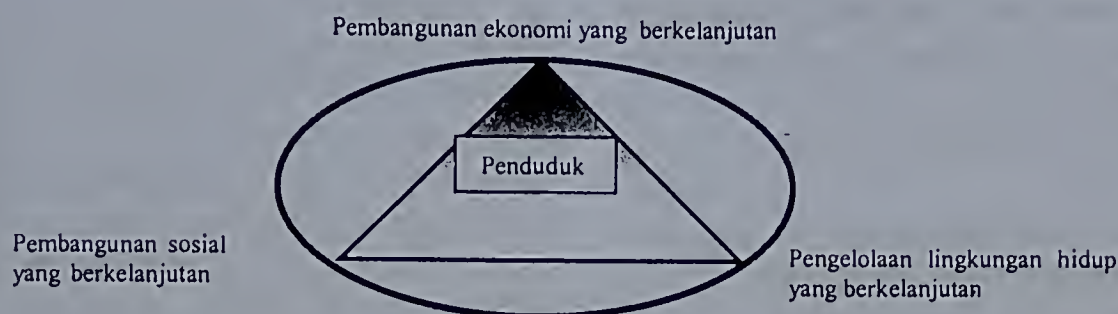 Pembangunan ekonomi yang berkelanjutan
Penduduk
Pembangunan sosial
yang berkelanjutan
Pengelolaan lingkungan hidup
yang berkelanjutan